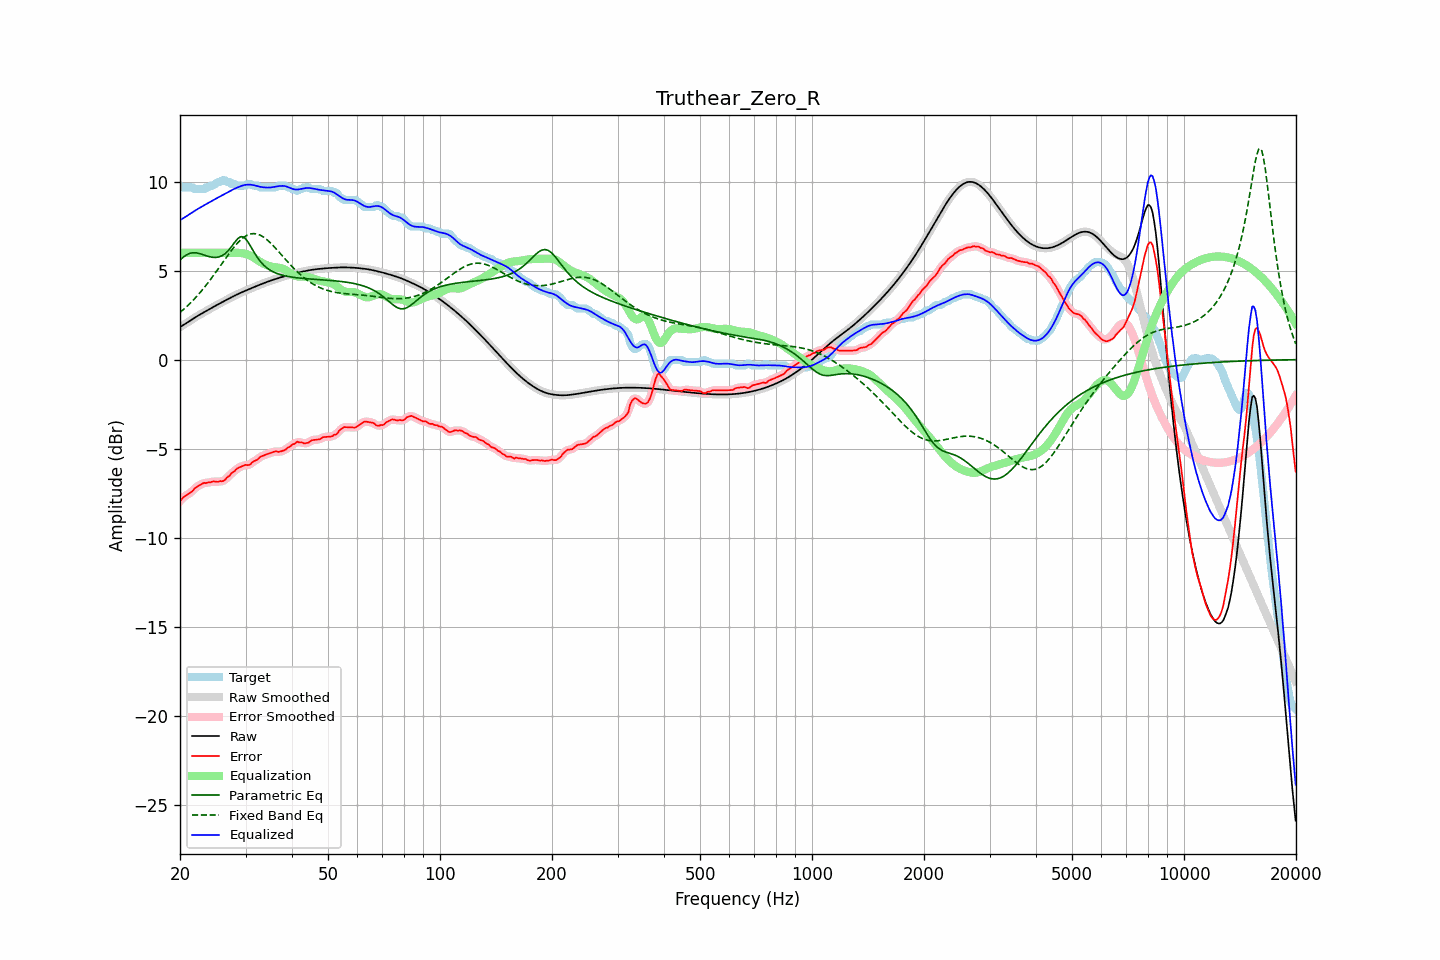 Truthear_Zero_R
Amplitude (dBr)
10
5
0
−5
−10
−15
−20
−25
Target
Raw Smoothed
Error Smoothed
Raw
Error
Equalization
Parametric Eq
Fixed Band Eq
Equalized
20 50 100 200 500 1000 2000 5000 10000 20000
Frequency (Hz)